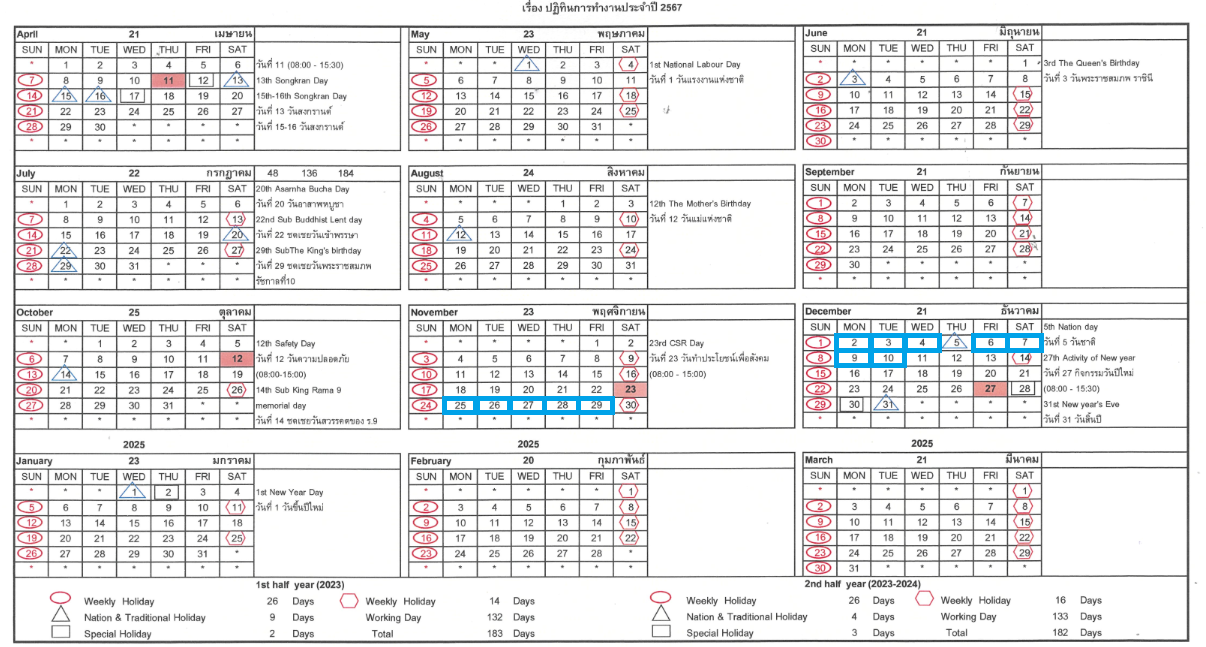 เรื่อง ปฏิทินการทำงานประจำปี 2567
April 21 เมษายน
SUN MON TUE WED THU FRI SAT
* 1 2 3 4 5 6 วันที่ 11 (08:00 - 15:30)
7 8 9 10 11 12 13 13th Songkran Day
14 15 16 17 18 19 20 15th-16th Songkran Day
21 22 23 24 25 26 27 วันที่ 13 วันสงกรานต์
28 29 30 * * * * วันที่ 15-16 วันสงกรานต์
* * * * * * *
May 23 พฤษภาคม
SUN MON TUE WED THU FRI SAT
* * * 1 2 3 4 1st National Labour Day
5 6 7 8 9 10 11 วันที่ 1 วันแรงงานแห่งชาติ
12 13 14 15 16 17 18
19 20 21 22 23 24 25
26 27 28 29 30 31 *
* * * * * * *
June 21 มิถุนายน
SUN MON TUE WED THU FRI SAT
* * * * * * 1 3rd The Queen's Birthday
2 3 4 5 6 7 8 วันที่ 3 วันพระราชสมภพ ราชินี
9 10 11 12 13 14 15
16 17 18 19 20 21 22
23 24 25 26 27 28 29
30 * * * * * *
July 22 กรกฎาคม 48 136 184
SUN MON TUE WED THU FRI SAT 20th Asarnha Bucha Day
* 1 2 3 4 5 6 วันที่ 20 วันอาสาฬหบูชา
7 8 9 10 11 12 13 22nd Sub Buddhist Lent day
14 15 16 17 18 19 20 วันที่ 22 ชดเชยวันเข้าพรรษา
21 22 23 24 25 26 27 29th SubThe King's birthday
28 29 30 31 * * * วันที่ 29 ชดเชยวันพระราชสมภพ
* * * * * * * รัชกาลที่10
August 24 สิงหาคม
SUN MON TUE WED THU FRI SAT
* * * * 1 2 3 12th The Mother's Birthday
4 5 6 7 8 9 10 วันที่ 12 วันแม่แห่งชาติ
11 12 13 14 15 16 17
18 19 20 21 22 23 24
25 26 27 28 29 30 31
* * * * * * *
September 21 กันยายน
SUN MON TUE WED THU FRI SAT
1 2 3 4 5 6 7
8 9 10 11 12 13 14
15 16 17 18 19 20 21
22 23 24 25 26 27 28
29 30 * * * * *
* * * * * * *
October 25 ตุลาคม
SUN MON TUE WED THU FRI SAT
* * 1 2 3 4 5 12th Safety Day
6 7 8 9 10 11 12 วันที่ 12 วันความปลอดภัย
13 14 15 16 17 18 19 (08:00-15:00)
20 21 22 23 24 25 26 14th Sub King Rama 9
27 28 29 30 31 * * memorial day
* * * * * * * วันที่ 14 ชดเชยวันสวรรคตของ ร.9
November 23 พฤศจิกายน
SUN MON TUE WED THU FRI SAT
* * * * * 1 2 23rd CSR Day
3 4 5 6 7 8 9 วันที่ 23 วันทำประโยชน์เพื่อสังคม
10 11 12 13 14 15 16 (08:00 - 15:00)
17 18 19 20 21 22 23
24 25 26 27 28 29 30
* * * * * * *
December 21 ธันวาคม
SUN MON TUE WED THU FRI SAT 5th Nation day
1 2 3 4 5 6 7 วันที่ 5 วันชาติ
8 9 10 11 12 13 14 27th Activity of New year
15 16 17 18 19 20 21 วันที่ 27 กิจกรรมวันปีใหม่
22 23 24 25 26 27 28 (08:00 - 15:30)
29 30 31 * * * * 31st New year's Eve
* * * * * * * วันที่ 31 วันสิ้นปี
2025 2025 2025
January 23 มกราคม
SUN MON TUE WED THU FRI SAT
* * * 1 2 3 4 1st New Year Day
5 6 7 8 9 10 11 วันที่ 1 วันขึ้นปีใหม่
12 13 14 15 16 17 18
19 20 21 22 23 24 25
26 27 28 29 30 31 *
* * * * * * *
February 20 กุมภาพันธ์
SUN MON TUE WED THU FRI SAT
* * * * * * 1
2 3 4 5 6 7 8
9 10 11 12 13 14 15
16 17 18 19 20 21 22
23 24 25 26 27 28 *
* * * * * * *
March 21 มีนาคม
SUN MON TUE WED THU FRI SAT
* * * * * * 1
2 3 4 5 6 7 8
9 10 11 12 13 14 15
16 17 18 19 20 21 22
23 24 25 26 27 28 29
30 31 * * * * *
1st half year (2023)
Weekly Holiday 26 Days Weekly Holiday 14 Days
Nation & Traditional Holiday 9 Days Working Day 132 Days
Special Holiday 2 Days Total 183 Days
2nd half year (2023-2024)
Weekly Holiday 26 Days Weekly Holiday 16 Days
Nation & Traditional Holiday 4 Days Working Day 133 Days
Special Holiday 3 Days Total 182 Days